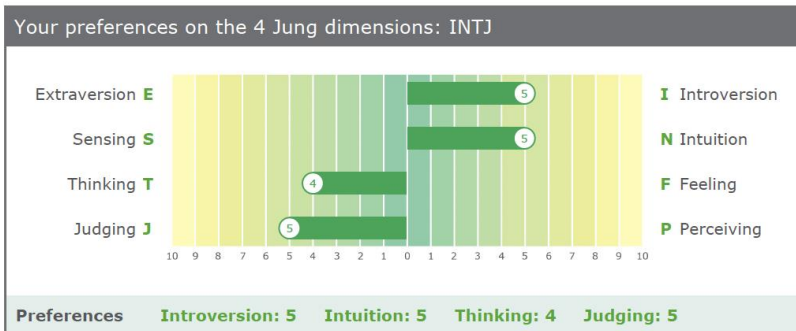 Your preferences on the 4 Jung dimensions: INTJ
Extraversion E 5 I Introversion
Sensing S 5 N Intuition
Thinking T 4 F Feeling
Judging J 5 P Perceiving
10 9 8 7 6 5 4 3 2 1 0 1 2 3 4 5 6 7 8 9 10
Preferences Introversion: 5 Intuition: 5 Thinking: 4 Judging: 5